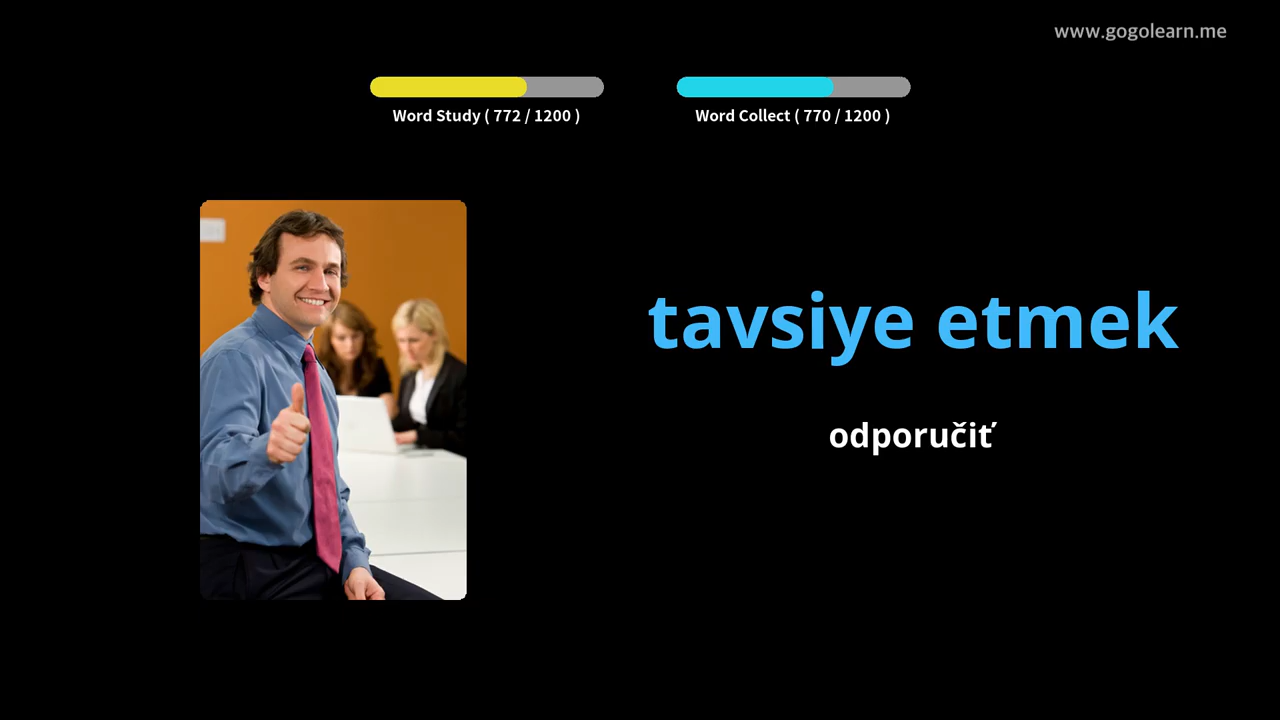 www.gogolearn.me
Word Study ( 772 / 1200 )
Word Collect ( 770 / 1200 )
tavsiye etmek
odporučiť